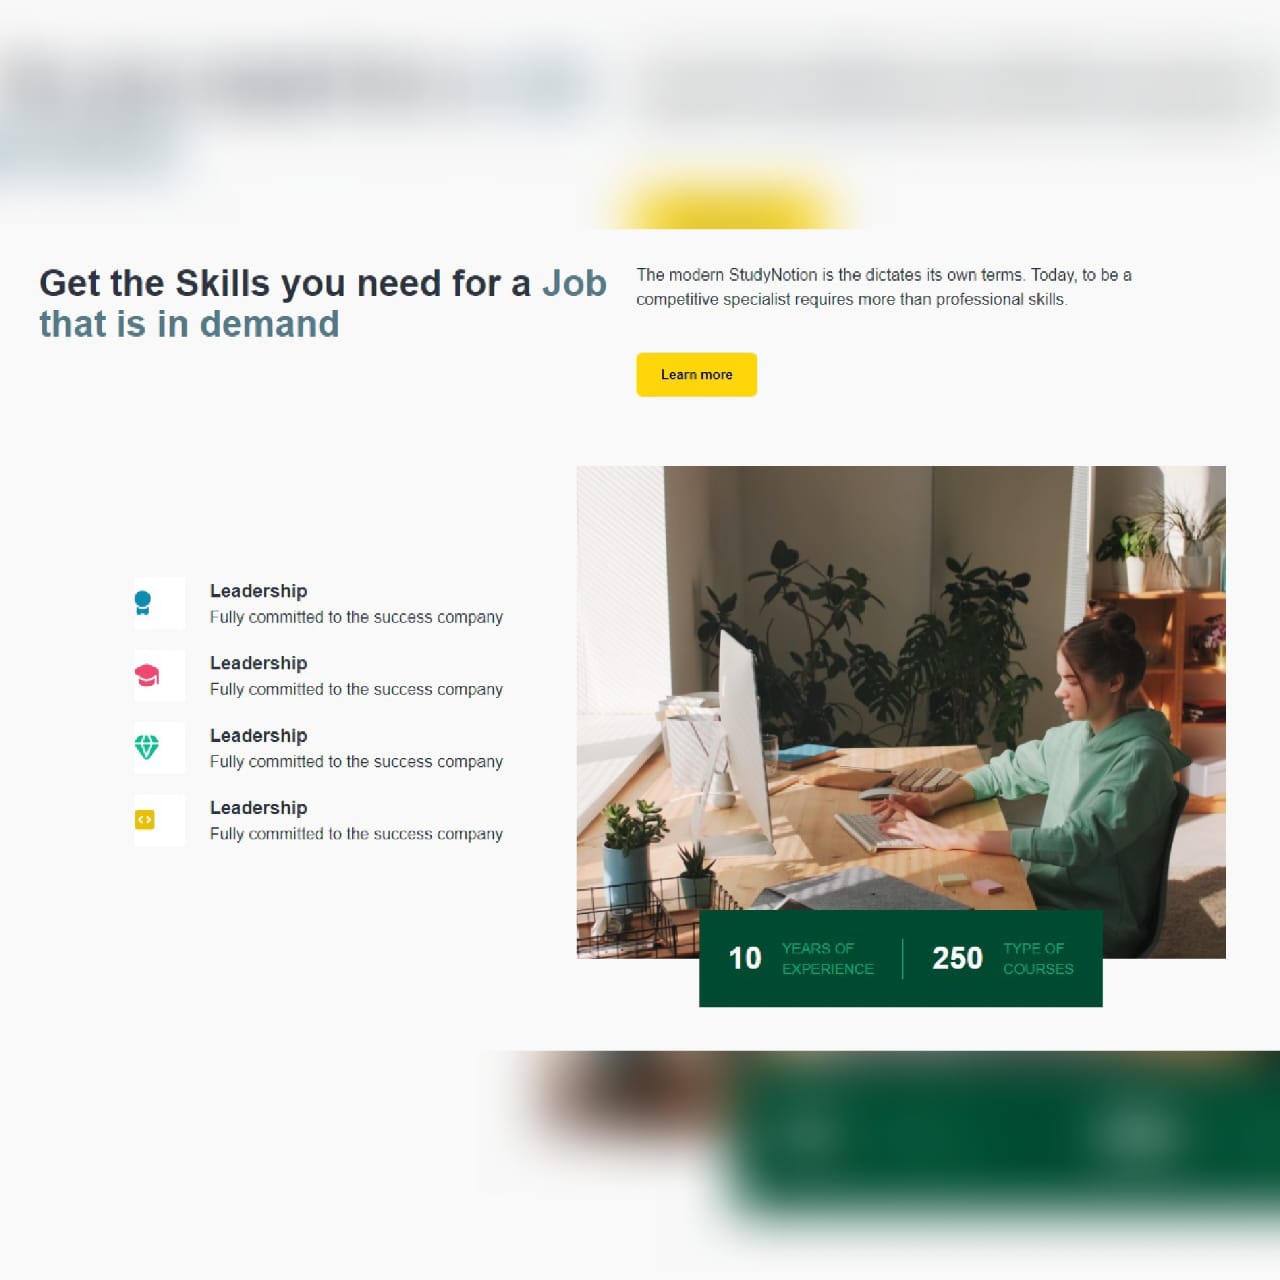 Get the Skills you need for a Job
that is in demand
The modern StudyNotion is the dictates its own terms. Today, to be a
competitive specialist requires more than professional skills.
Learn more
Leadership
Fully committed to the success company
Leadership
Fully committed to the success company
Leadership
Fully committed to the success company
Leadership
Fully committed to the success company
10
YEARS OF
EXPERIENCE
250
TYPE OF
COURSES